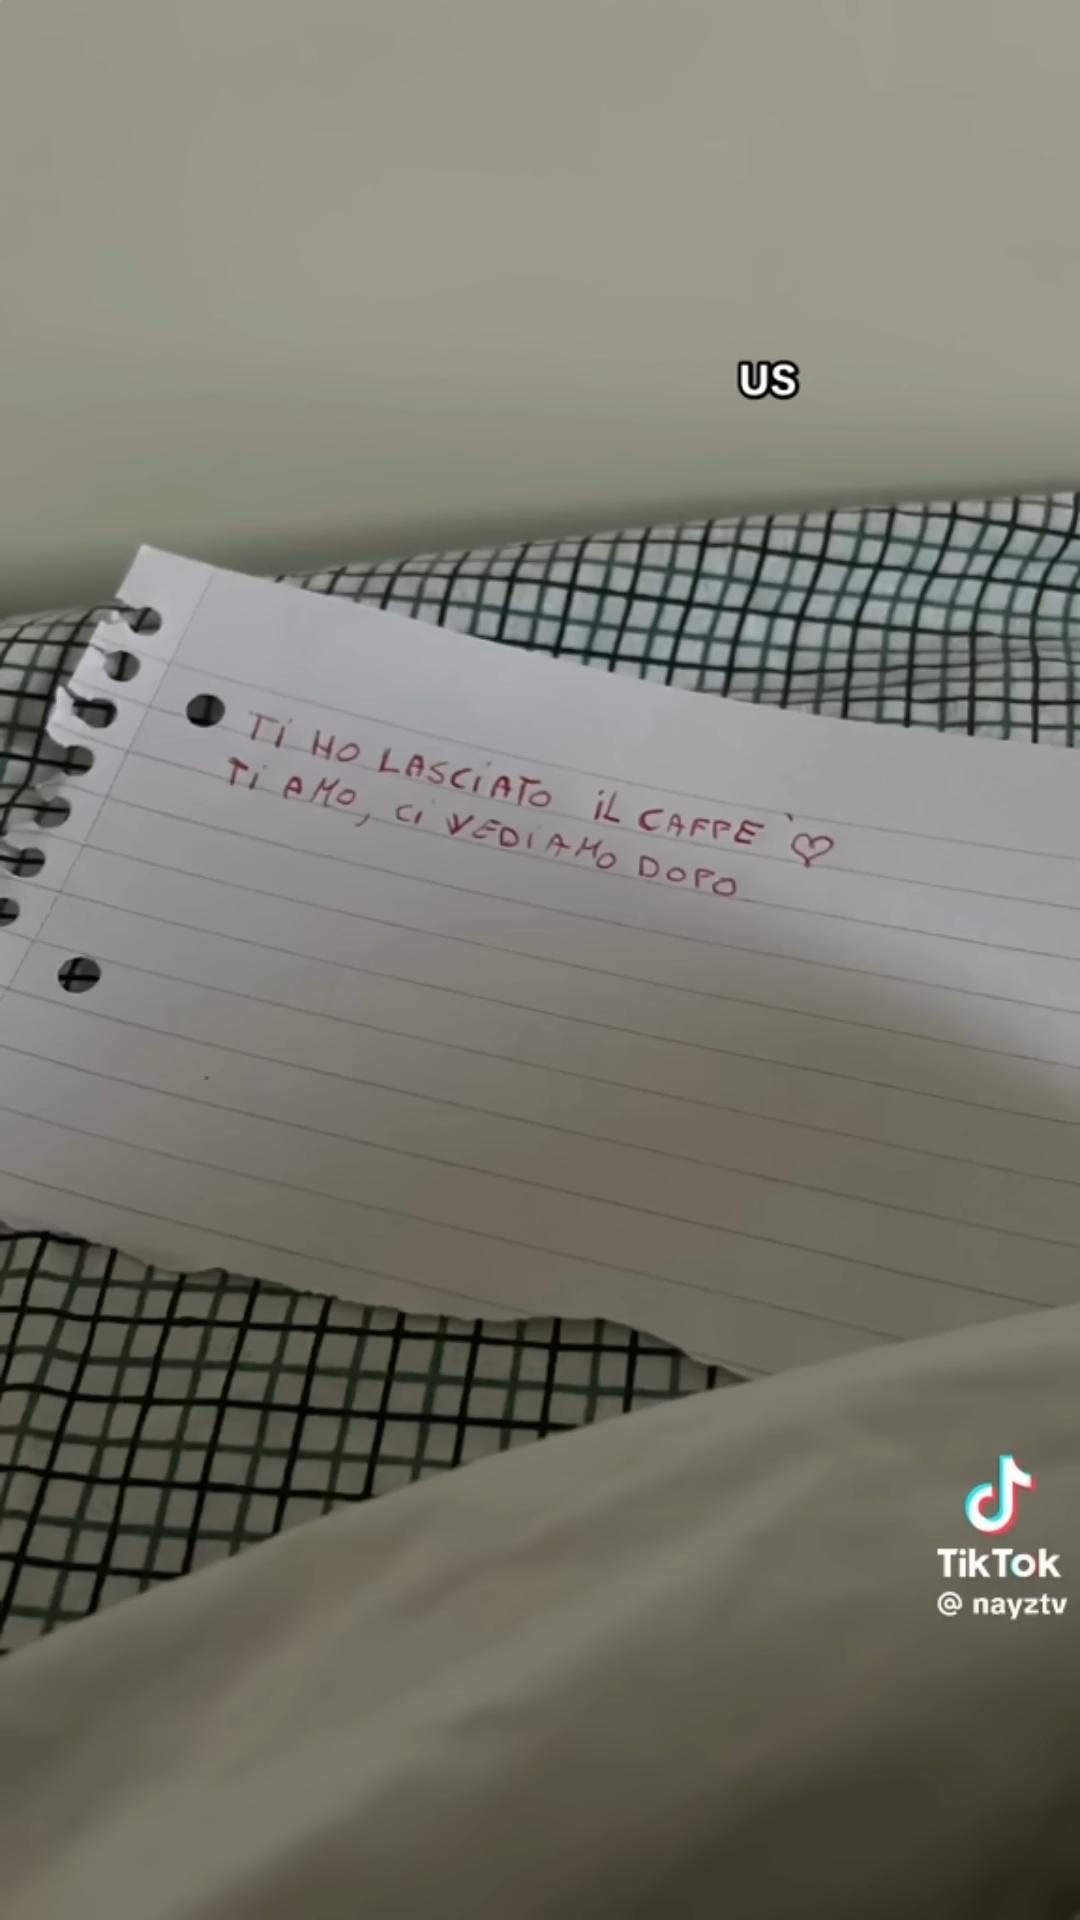 US
Ti HO LASCiATO iL CAFFE` ♡
Ti AMO, Ci VEDiAMO DOPO
TikTok
@ nayztv